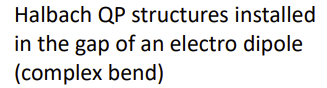 Halbach QP structures installed
in the gap of an electro dipole
(complex bend)